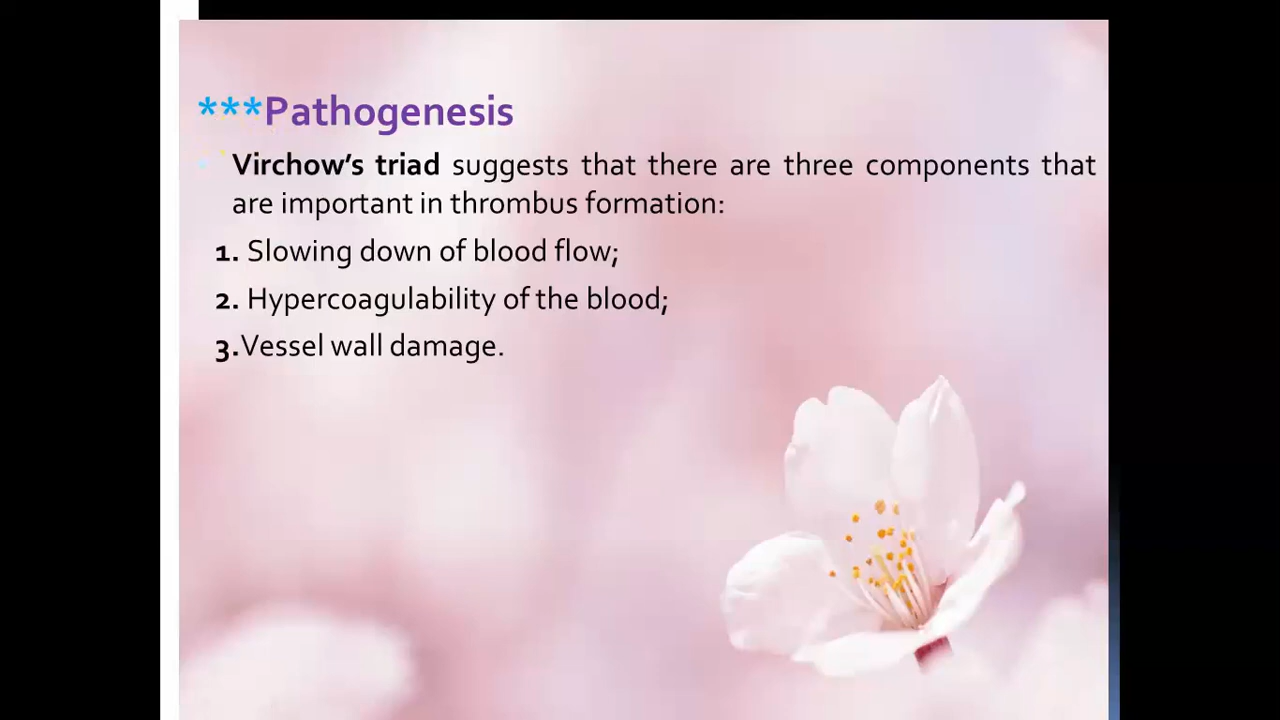 ***Pathogenesis
Virchow’s triad suggests that there are three components that
are important in thrombus formation:
1. Slowing down of blood flow;
2. Hypercoagulability of the blood;
3.Vessel wall damage.